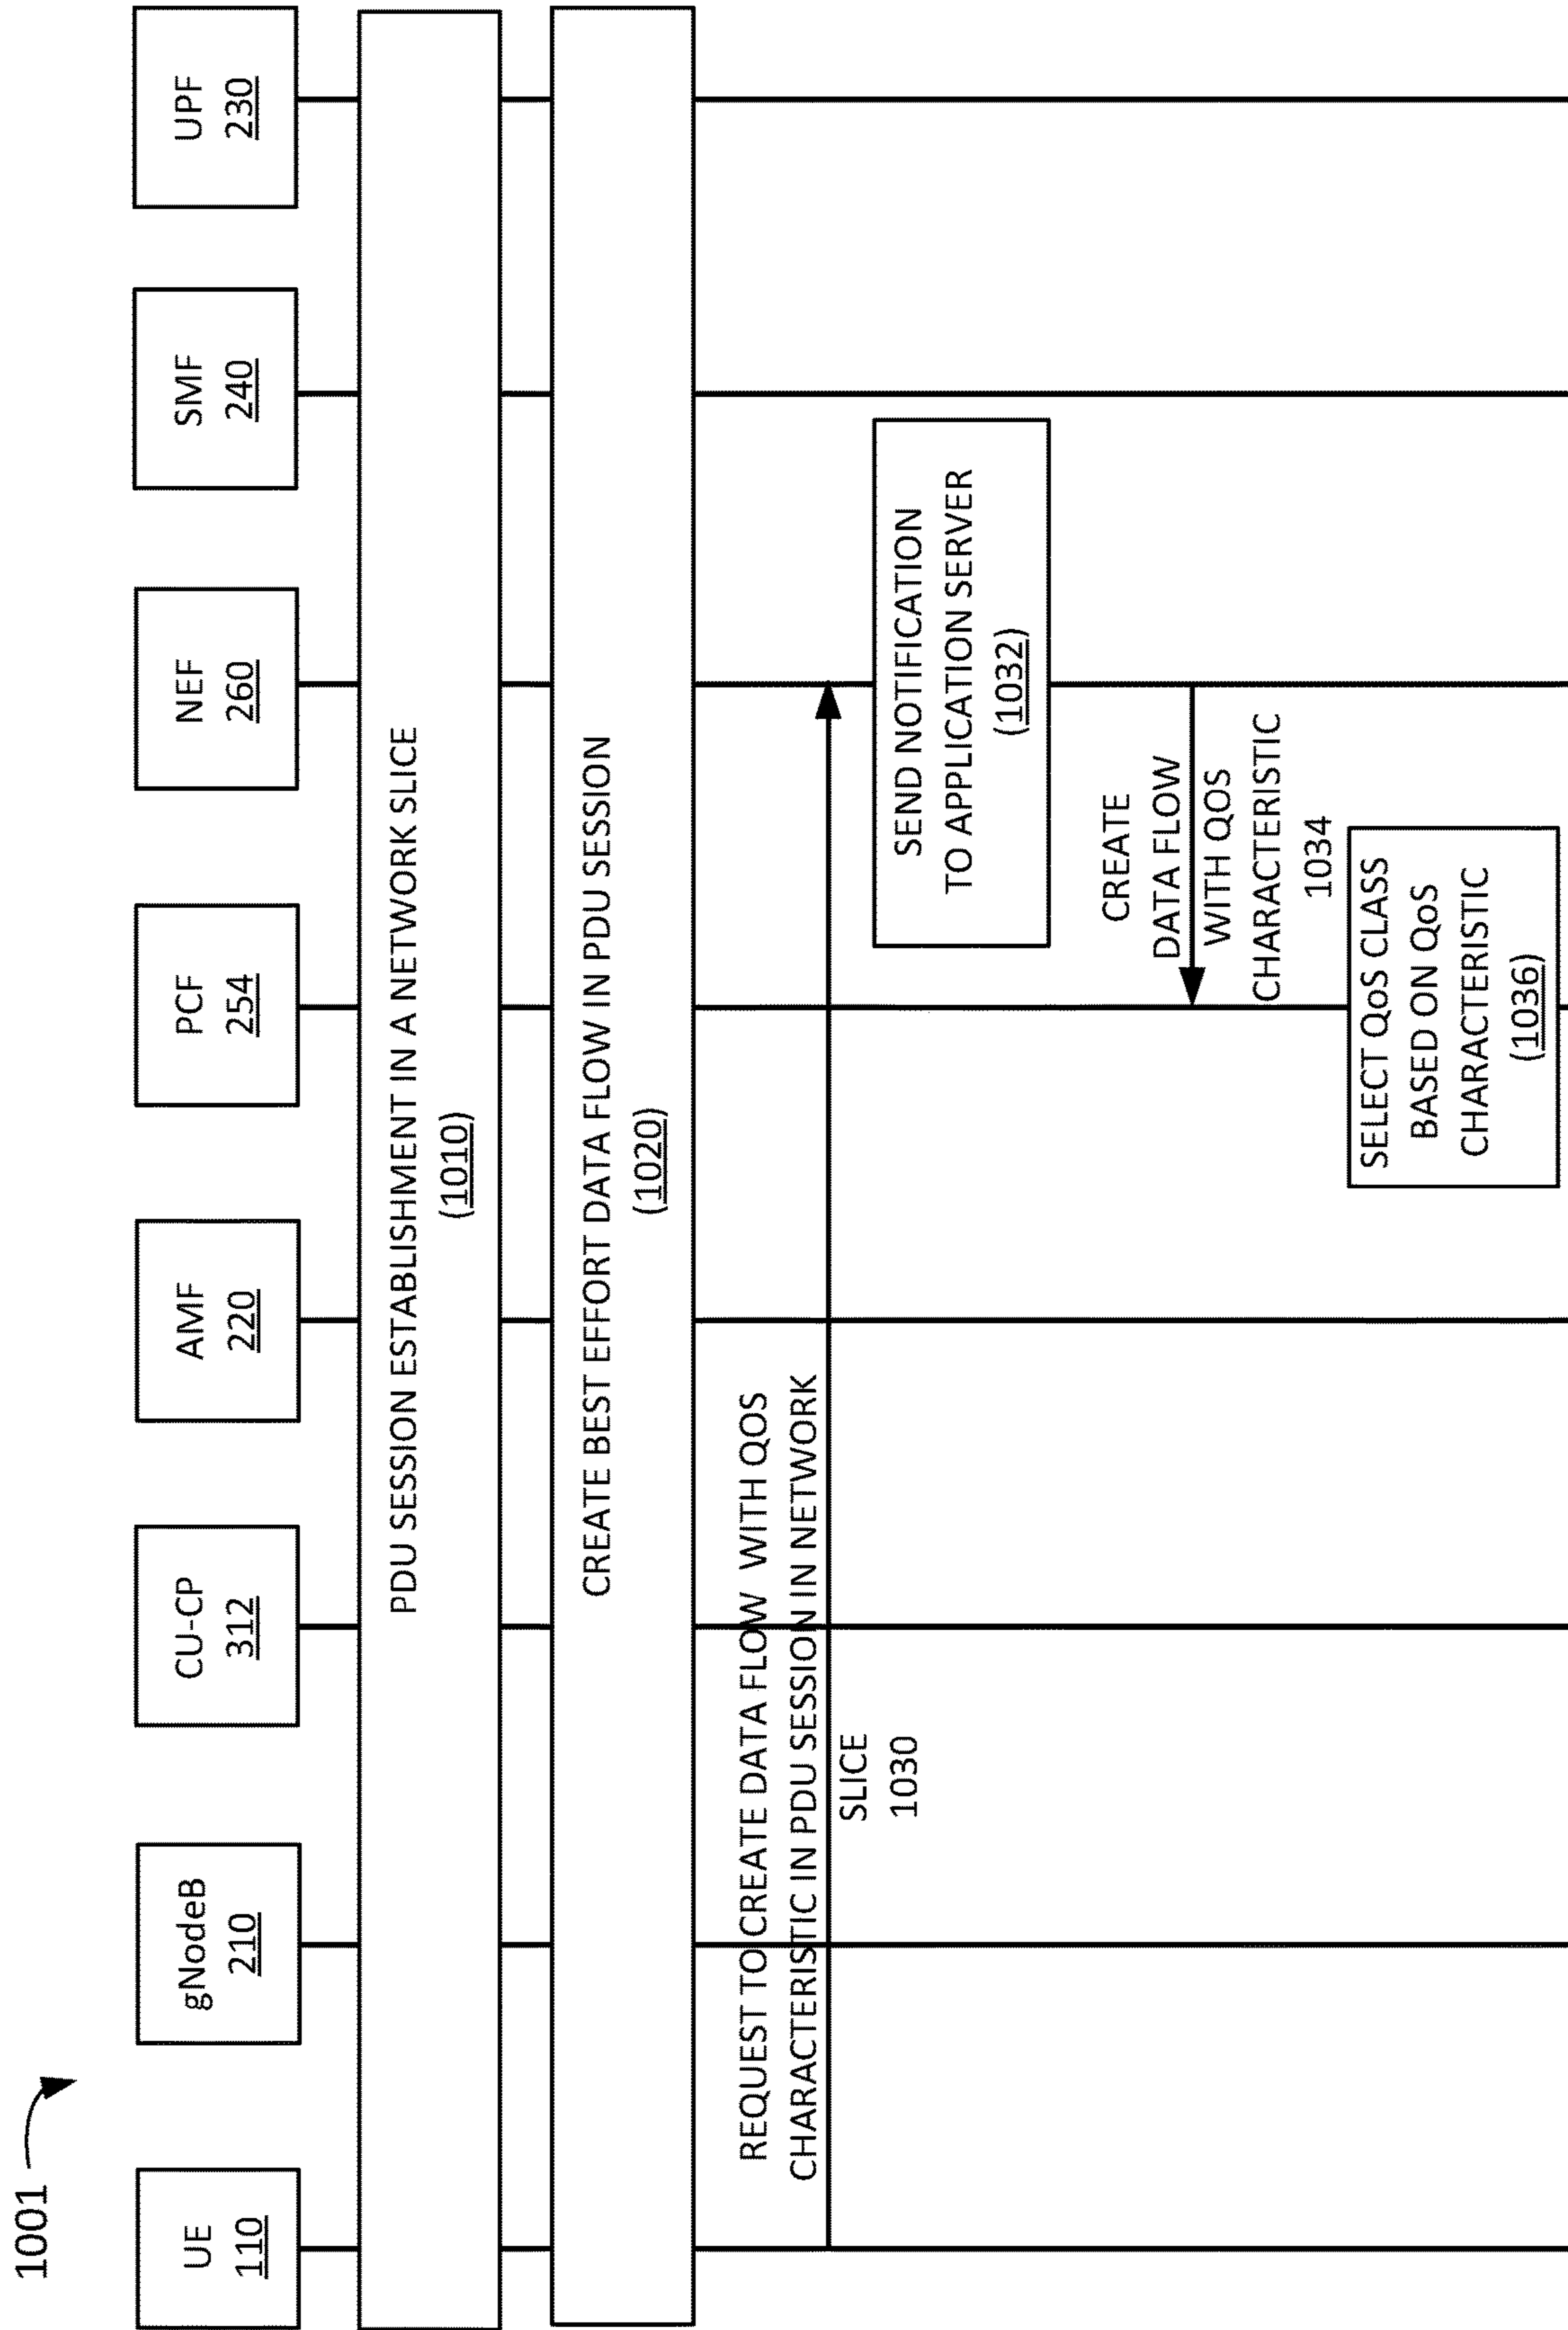 1001
UE
110
gNodeB
210
CU-CP
312
AMF
220
PCF
254
NEF
260
SMF
240
UPF
230
PDU SESSION ESTABLISHMENT IN A NETWORK SLICE
(1010)
CREATE BEST EFFORT DATA FLOW IN PDU SESSION
(1020)
REQUEST TO CREATE DATA FLOW WITH QOS
CHARACTERISTIC IN PDU SESSION IN NETWORK
SLICE
1030
SEND NOTIFICATION
TO APPLICATION SERVER
(1032)
CREATE
DATA FLOW
WITH QOS
CHARACTERISTIC
1034
SELECT QoS CLASS
BASED ON QoS
CHARACTERISTIC
(1036)